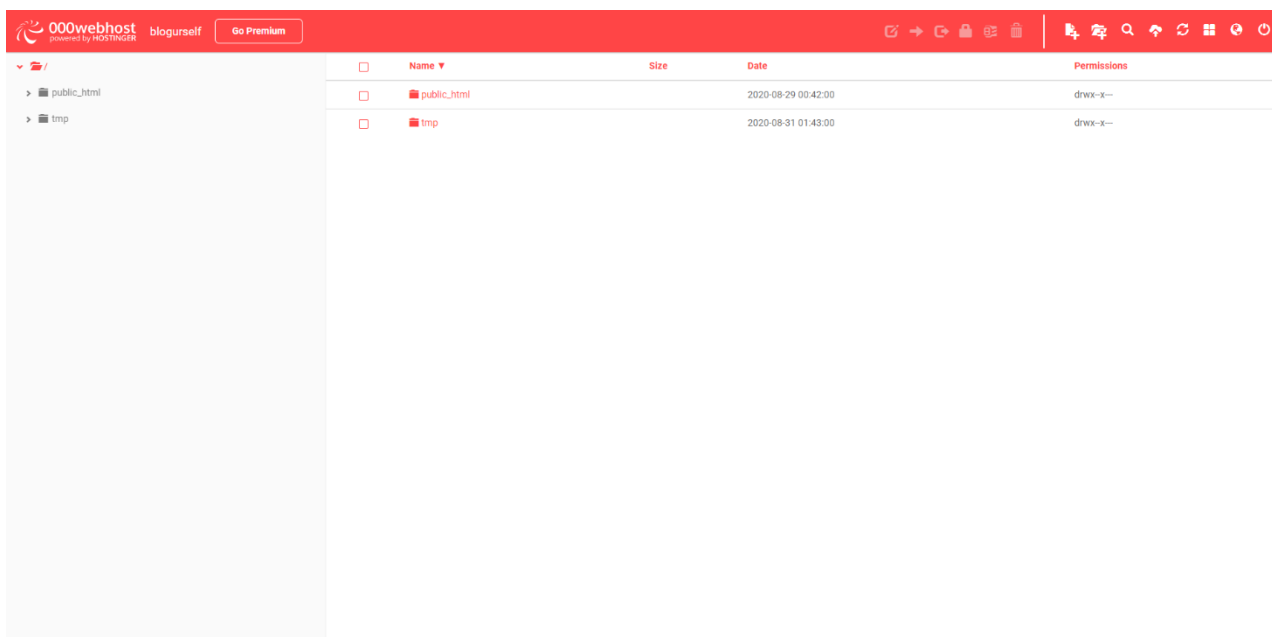 000webhost
powered by HOSTINGER
blogurself
Go Premium
/
public_html
tmp
Name ▼ Size Date Permissions
public_html 2020-08-29 00:42:00 drwx--x---
tmp 2020-08-31 01:43:00 drwx--x---